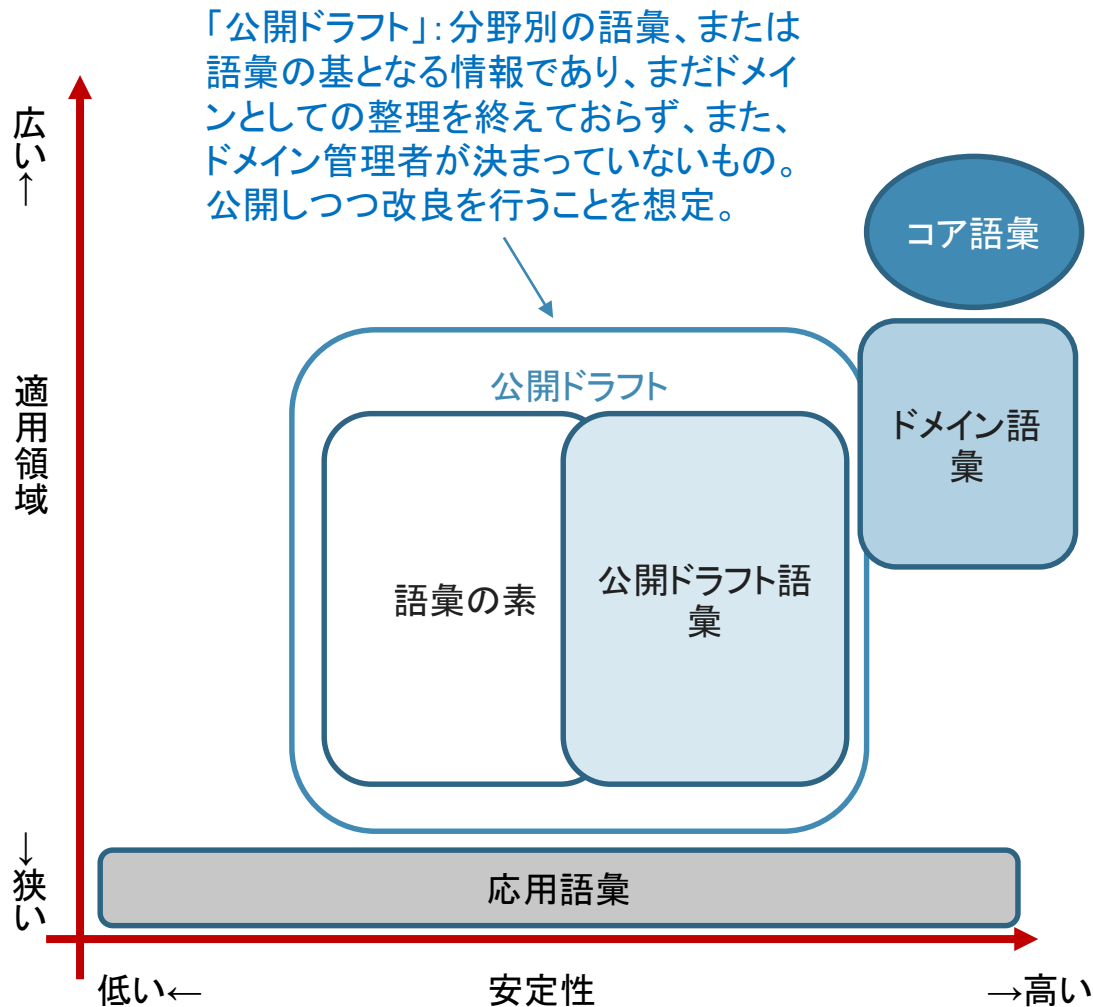 「公開ドラフト」：分野別の語彙、または
語彙の基となる情報であり、まだドメイ
ンとしての整理を終えておらず、また、
ドメイン管理者が決まっていないもの。
公開しつつ改良を行うことを想定。
広い↑
コア語彙
適用領域
公開ドラフト
ドメイン語
彙
語彙の素
公開ドラフト語
彙
↓狭い
応用語彙
低い←
安定性
→高い